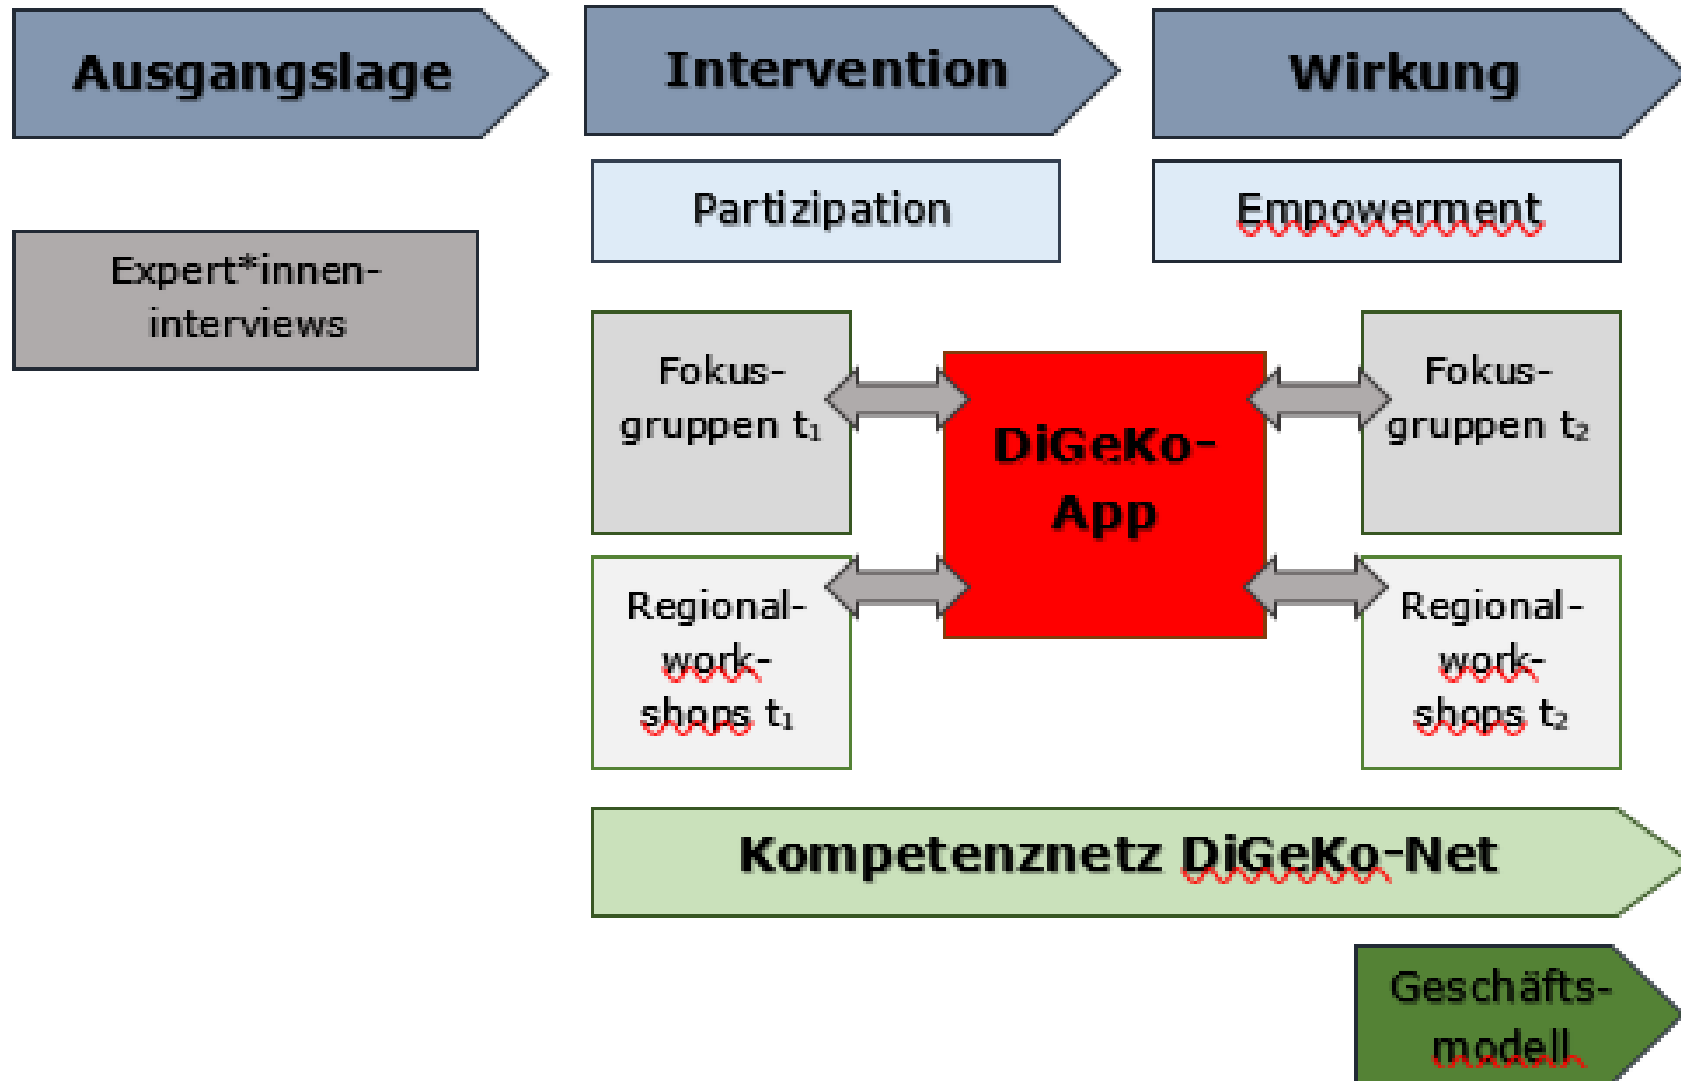 Ausgangslage
Intervention
Wirkung
Partizipation
Empowerment
Expert*innen-
interviews
Fokus-
gruppen t₁
DiGeKo-
App
Fokus-
gruppen t₂
Regional-
work-
shops t₁
Regional-
work-
shops t₂
Kompetenznetz DiGeKo-Net
Geschäfts-
modell